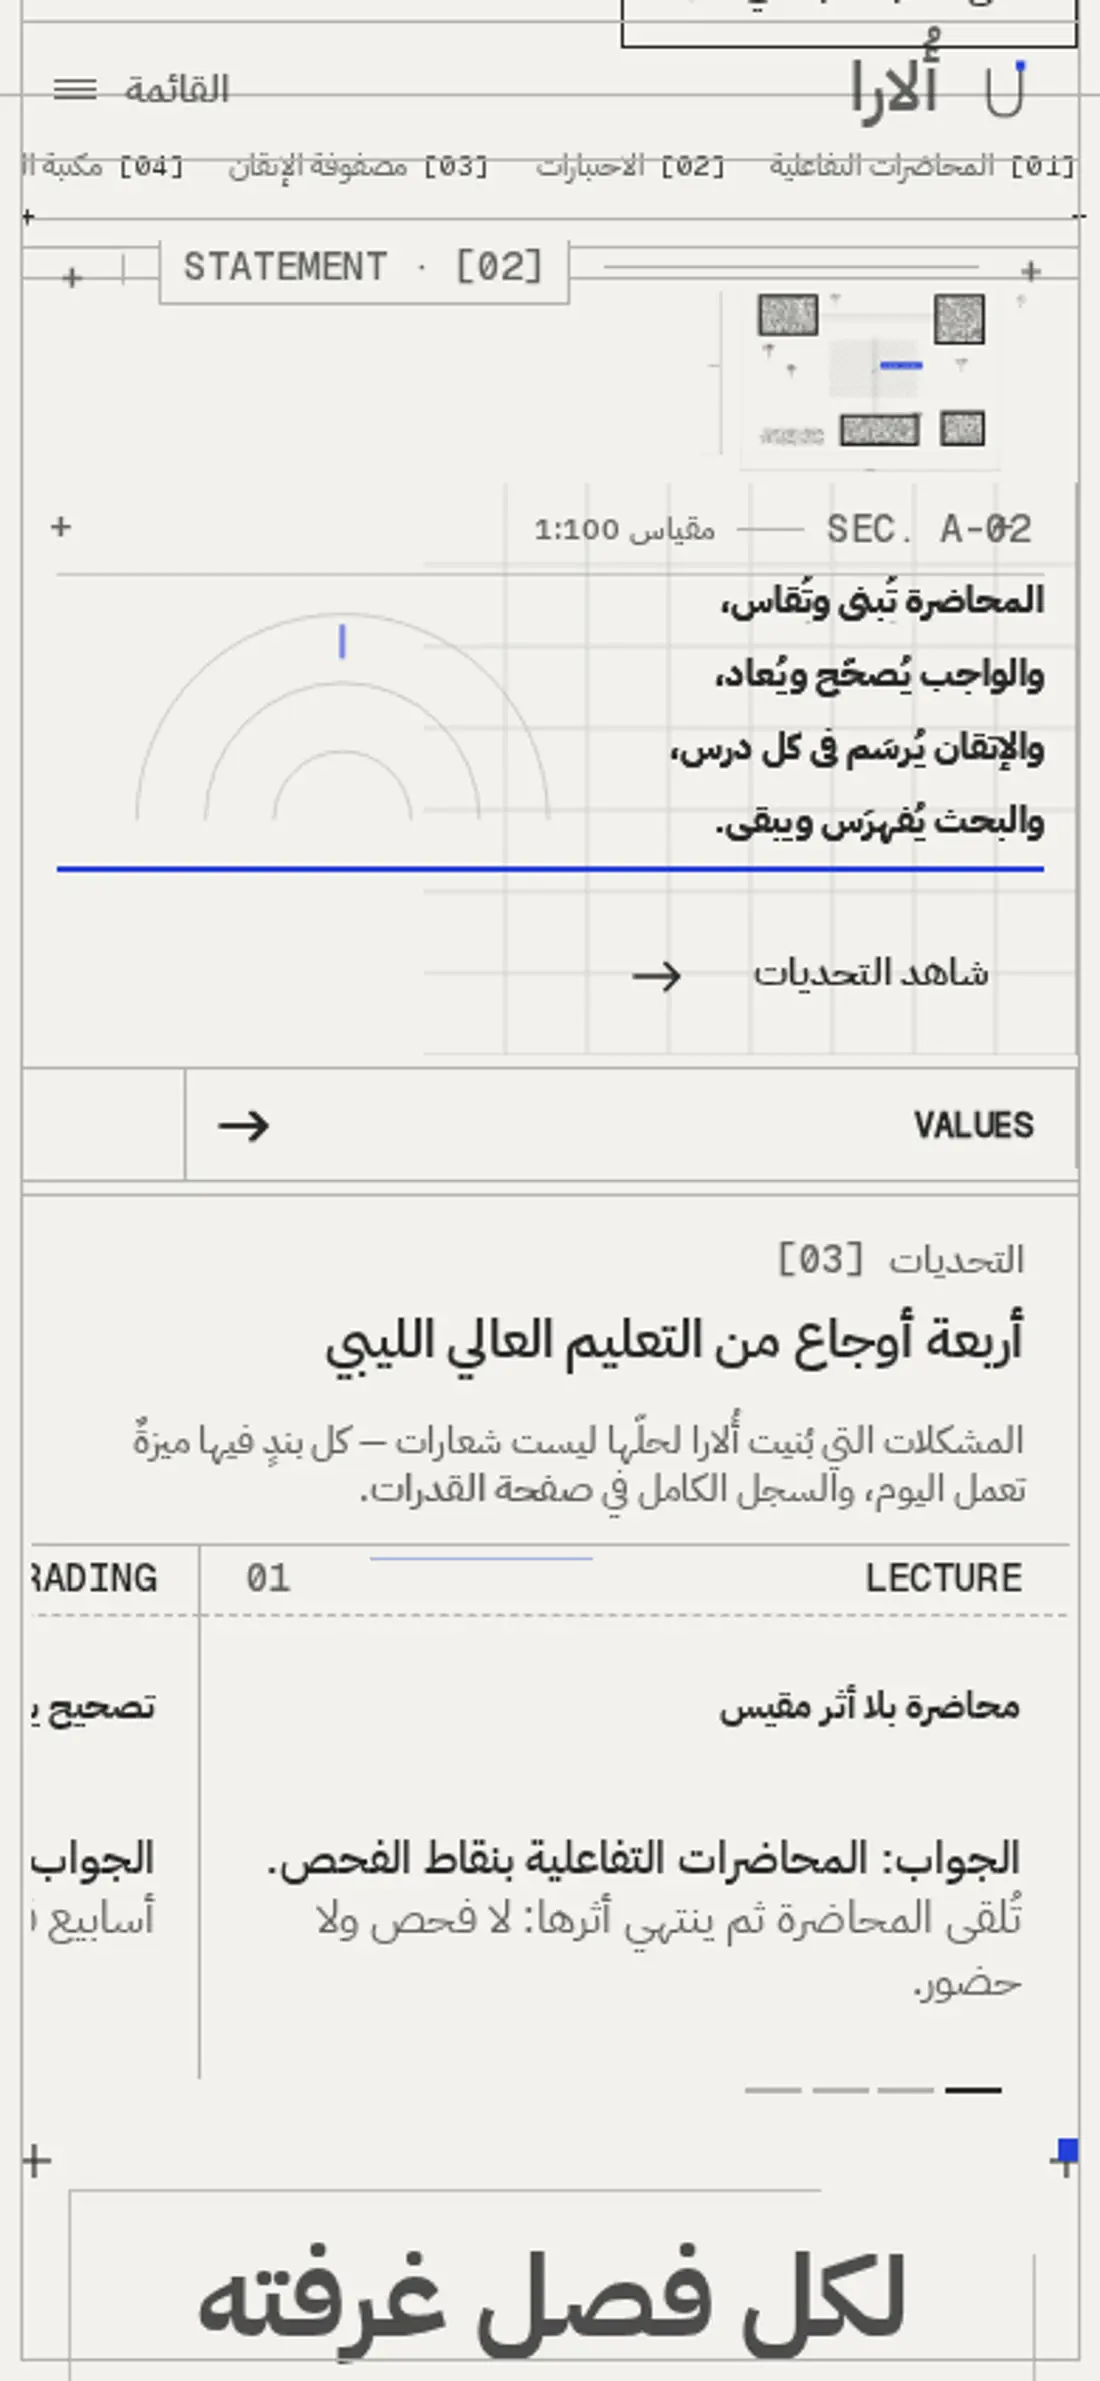 ألارا
القائمة
[01] المحاضرات التفاعلية [02] الاختبارات [03] مصفوفة الإتقان [04] مكتبة
STATEMENT · [02]
SEC. A-02 — مقياس 1:100
المحاضرة تُبنى وتُقاس،
والواجب يُصحّح ويُعاد،
والإتقان يُرسَم في كل درس،
والبحث يُفهرَس ويبقى.
شاهد التحديات →
VALUES →
التحديات [03]
أربعة أوجاع من التعليم العالي الليبي
المشكلات التي بُنيت ألارا لحلّها ليست شعارات — كل بندٍ فيها ميزةٌ
تعمل اليوم، والسجل الكامل في صفحة القدرات.
LECTURE 01
RADING
محاضرة بلا أثر مقيس
تصحيح
الجواب: المحاضرات التفاعلية بنقاط الفحص.
تُلقى المحاضرة ثم ينتهي أثرها: لا فحص ولا
حضور.
الجواب
أسابيع
لكل فصل غرفته